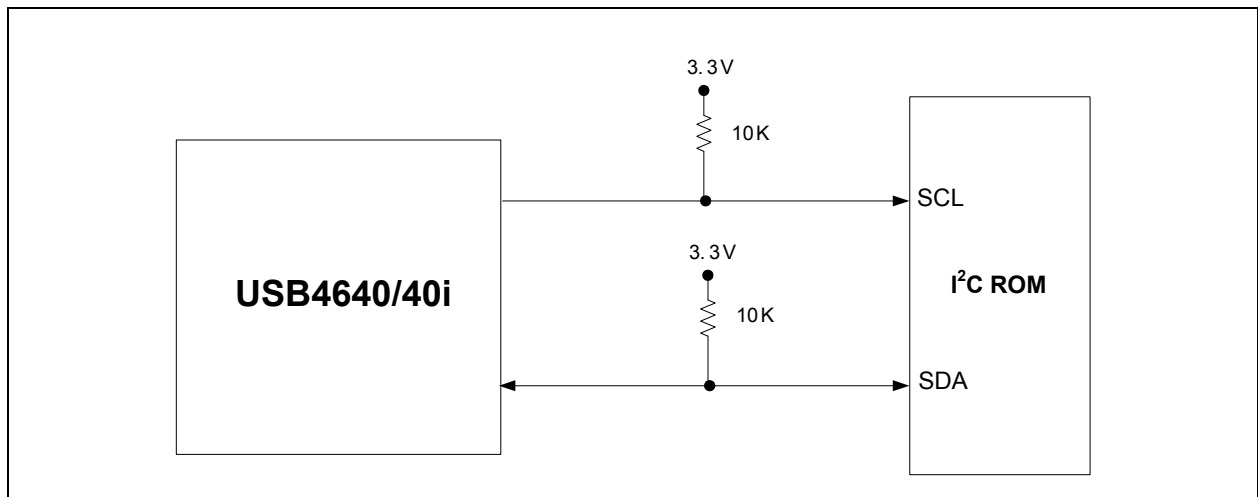 3.3V
10K
SCL
3.3V
USB4640/40i
I²C ROM
10K
SDA